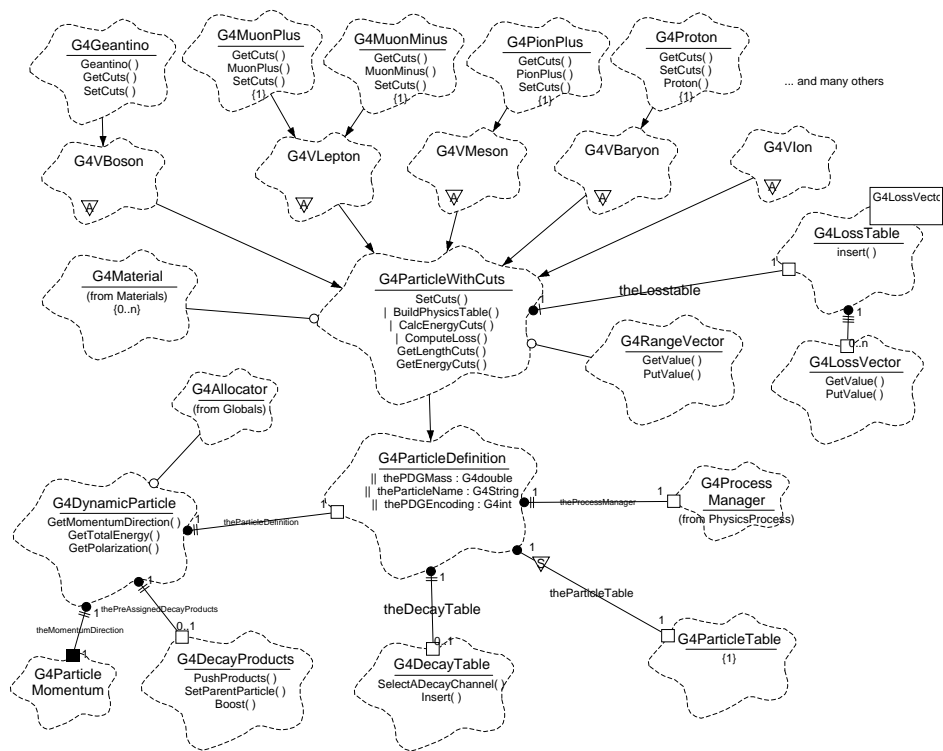 G4Geantino
Geantino( )
GetCuts( )
SetCuts( )
G4MuonPlus
GetCuts( )
MuonPlus( )
SetCuts( )
{1}
G4MuonMinus
GetCuts( )
MuonMinus( )
SetCuts( )
{1}
G4PionPlus
GetCuts( )
PionPlus( )
SetCuts( )
{1}
G4Proton
GetCuts( )
SetCuts( )
Proton( )
{1}
... and many others
G4VBoson
A
G4VLepton
A
G4VMeson
A
G4VBaryon
A
G4VIon
A
G4LossVecto
G4LossTable
insert( )
1
G4Material
(from Materials)
{0..n}
G4ParticleWithCuts
SetCuts( )
| BuildPhysicsTable( )
| CalcEnergyCuts( )
| ComputeLoss( )
GetLengthCuts( )
GetEnergyCuts( )
1
theLosstable
1
0..n
G4RangeVector
GetValue( )
PutValue( )
G4LossVector
GetValue( )
PutValue( )
G4Allocator
(from Globals)
G4ParticleDefinition
|| thePDGMass : G4double
|| theParticleName : G4String
|| thePDGEncoding : G4int
G4DynamicParticle
GetMomentumDirection( )
GetTotalEnergy( )
GetPolarization( )
1
theParticleDefinition
1
1
theProcessManager
1
G4Process
Manager
(from PhysicsProcess)
1
S
theParticleTable
1
G4ParticleTable
{1}
1
theDecayTable
0..1
G4DecayTable
SelectADecayChannel( )
Insert( )
1
thePreAssignedDecayProducts
0..1
G4DecayProducts
PushProducts( )
SetParentParticle( )
Boost( )
1
theMomentumDirection
1
G4Particle
Momentum